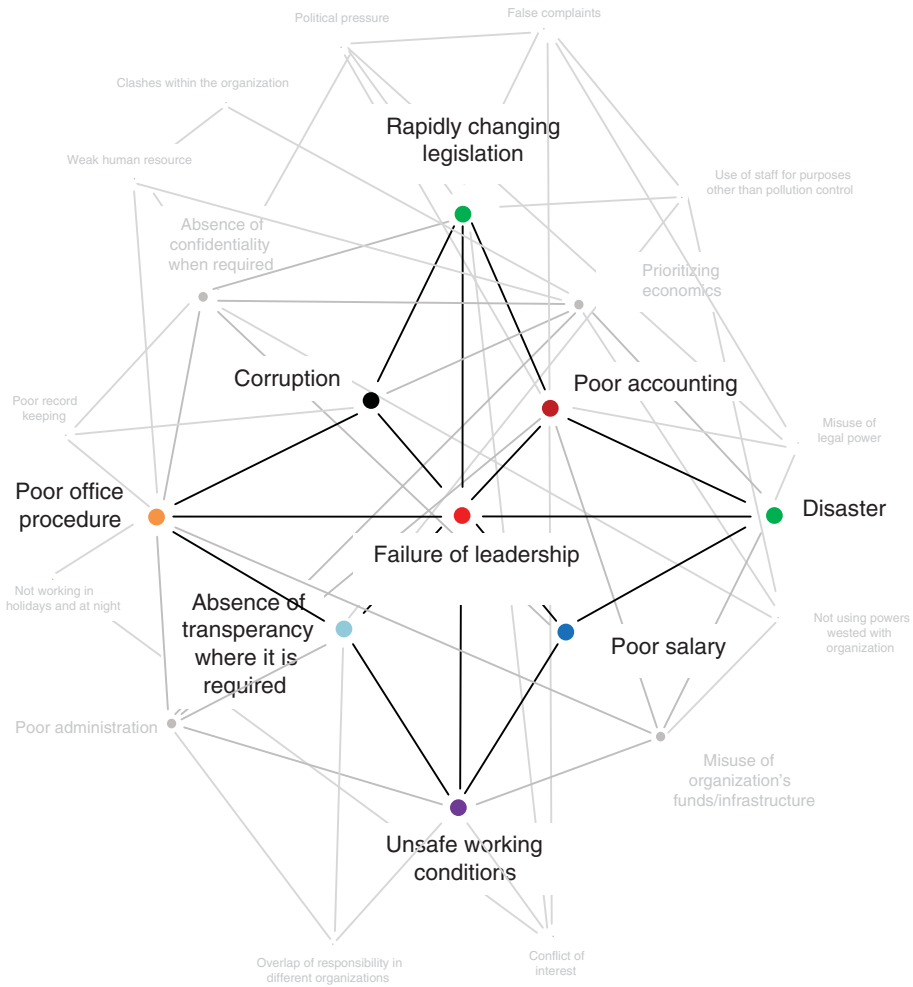 False complaints
Political pressure
Clashes within the organization
Rapidly changing
legislation
Weak human resource
Use of staff for purposes
other than pollution control
Absence of
confidentiality
when required
Prioritizing
economics
Corruption
Poor accounting
Poor record
keeping
Misuse of
legal power
Poor office
procedure
Disaster
Failure of leadership
Not working in
holidays and at night
Absence of
transperancy
where it is
required
Poor salary
Not using powers
wested with
organization
Poor administration
Misuse of
organization's
funds/infrastructure
Unsafe working
conditions
Overlap of responsibility in
different organizations
Conflict of
interest